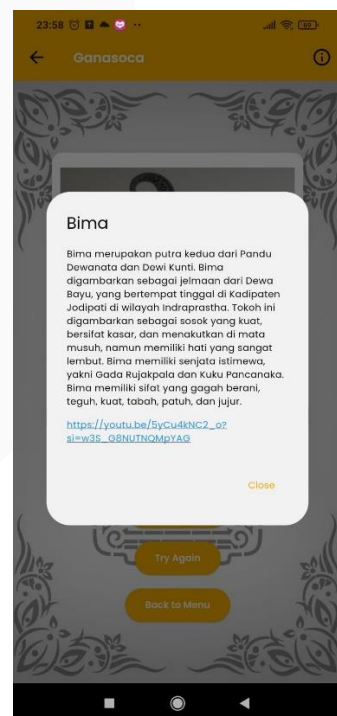 23:58
Ganasoca
Bima
Bima merupakan putra kedua dari Pandu
Dewanata dan Dewi Kunti. Bima
digambarkan sebagai jelmaan dari Dewa
Bayu, yang bertempat tinggal di Kadipaten
Jodipati di wilayah Indraprastha. Tokoh ini
digambarkan sebagai sosok yang kuat,
bersifat kasar, dan menakutkan di mata
musuh, namun memiliki hati yang sangat
lembut. Bima memiliki senjata istimewa,
yakni Gada Rujakpala dan Kuku Pancanaka.
Bima memiliki sifat yang gagah berani,
teguh, kuat, tabah, patuh, dan jujur.
https://youtu.be/5yCu4kNC2_o?
si=w3S_G8NUTNQMpYAG
Close
Try Again
Back to Menu